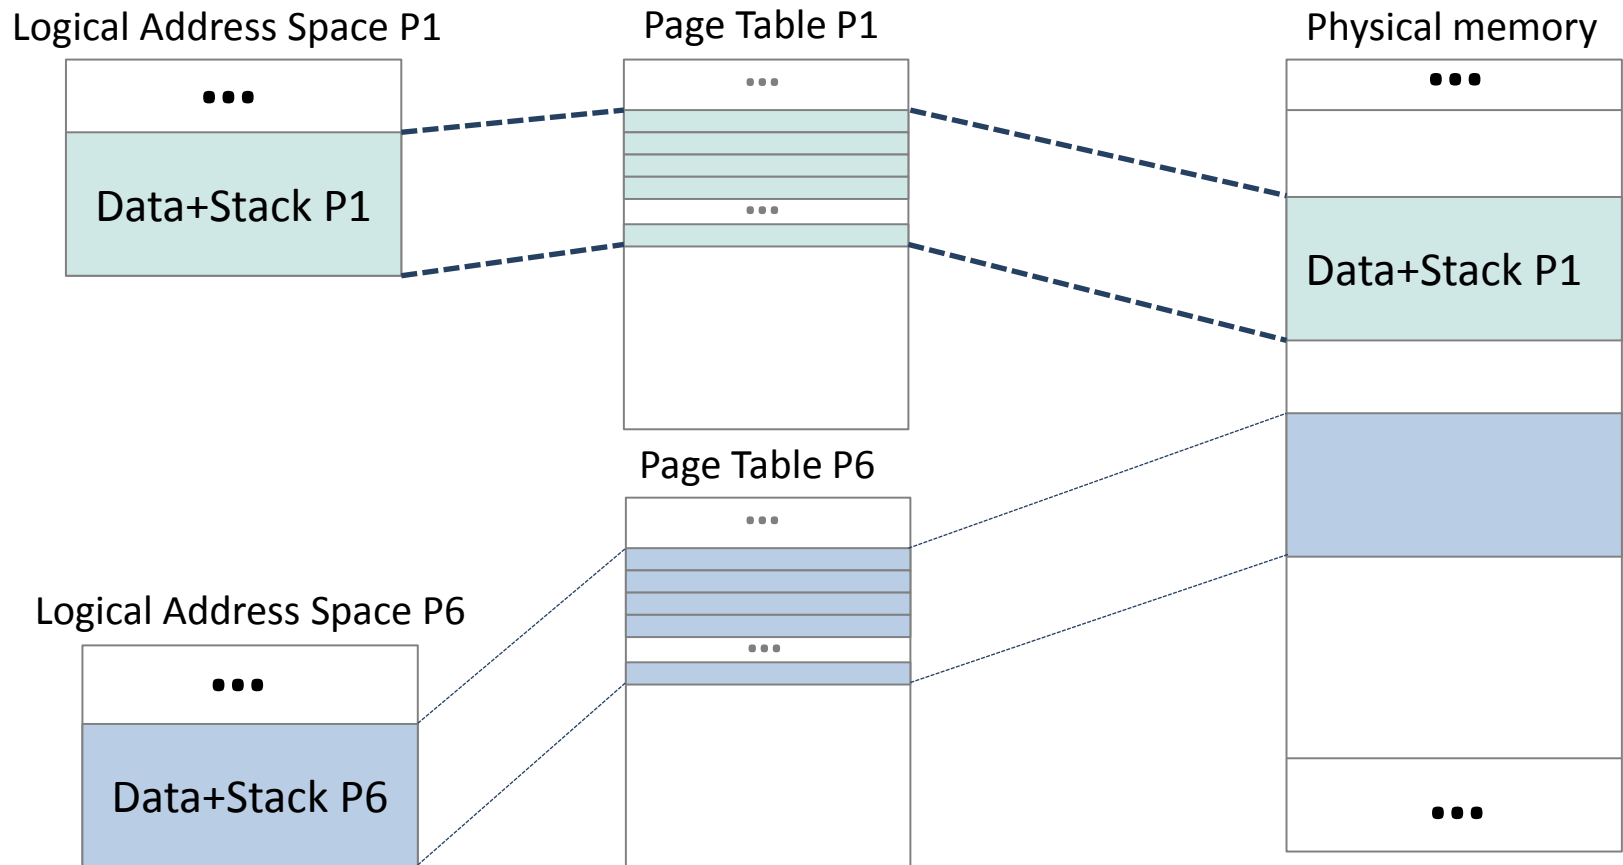 Logical Address Space P1
Page Table P1
Physical memory
...
...
...
Data+Stack P1
...
Data+Stack P1
Page Table P6
...
Logical Address Space P6
...
...
Data+Stack P6
...